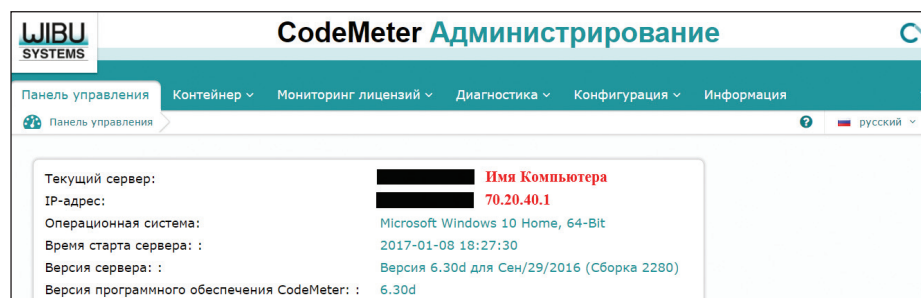 WIBU
SYSTEMS
CodeMeter Администрирование
Панель управления Контейнер Мониторинг лицензий Диагностика Конфигурация Информация
Панель управления ? русский
Текущий сервер: Имя Компьютера
IP-адрес: 70.20.40.1
Операционная система: Microsoft Windows 10 Home, 64-Bit
Время старта сервера: : 2017-01-08 18:27:30
Версия сервера: : Версия 6.30d для Сен/29/2016 (Сборка 2280)
Версия программного обеспечения CodeMeter: : 6.30d